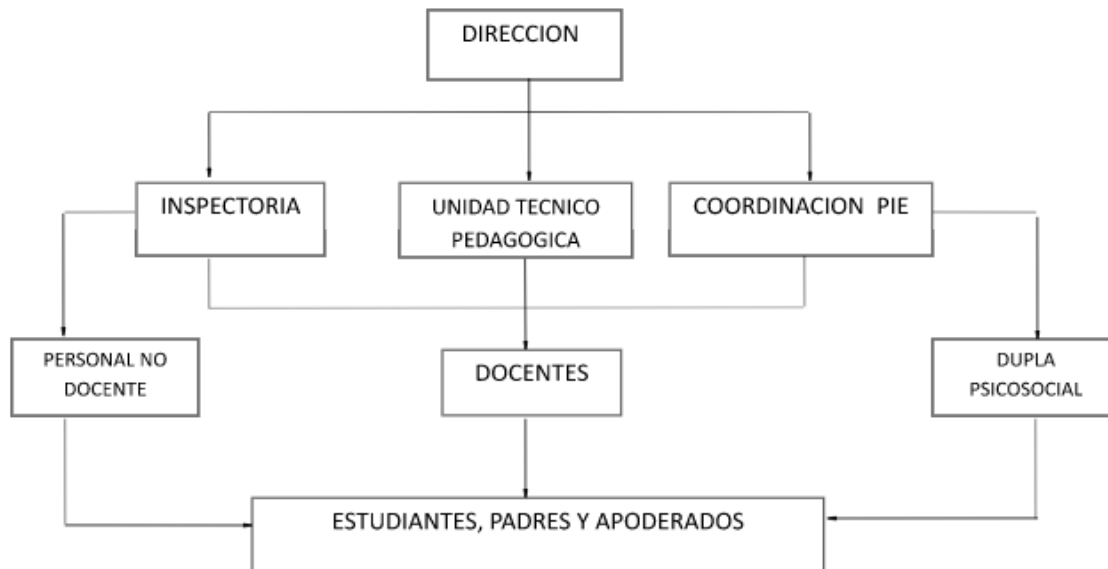 DIRECCION
INSPECTORIA
UNIDAD TECNICO
PEDAGOGICA
COORDINACION PIE
PERSONAL NO
DOCENTE
DOCENTES
DUPLA
PSICOSOCIAL
ESTUDIANTES, PADRES Y APODERADOS